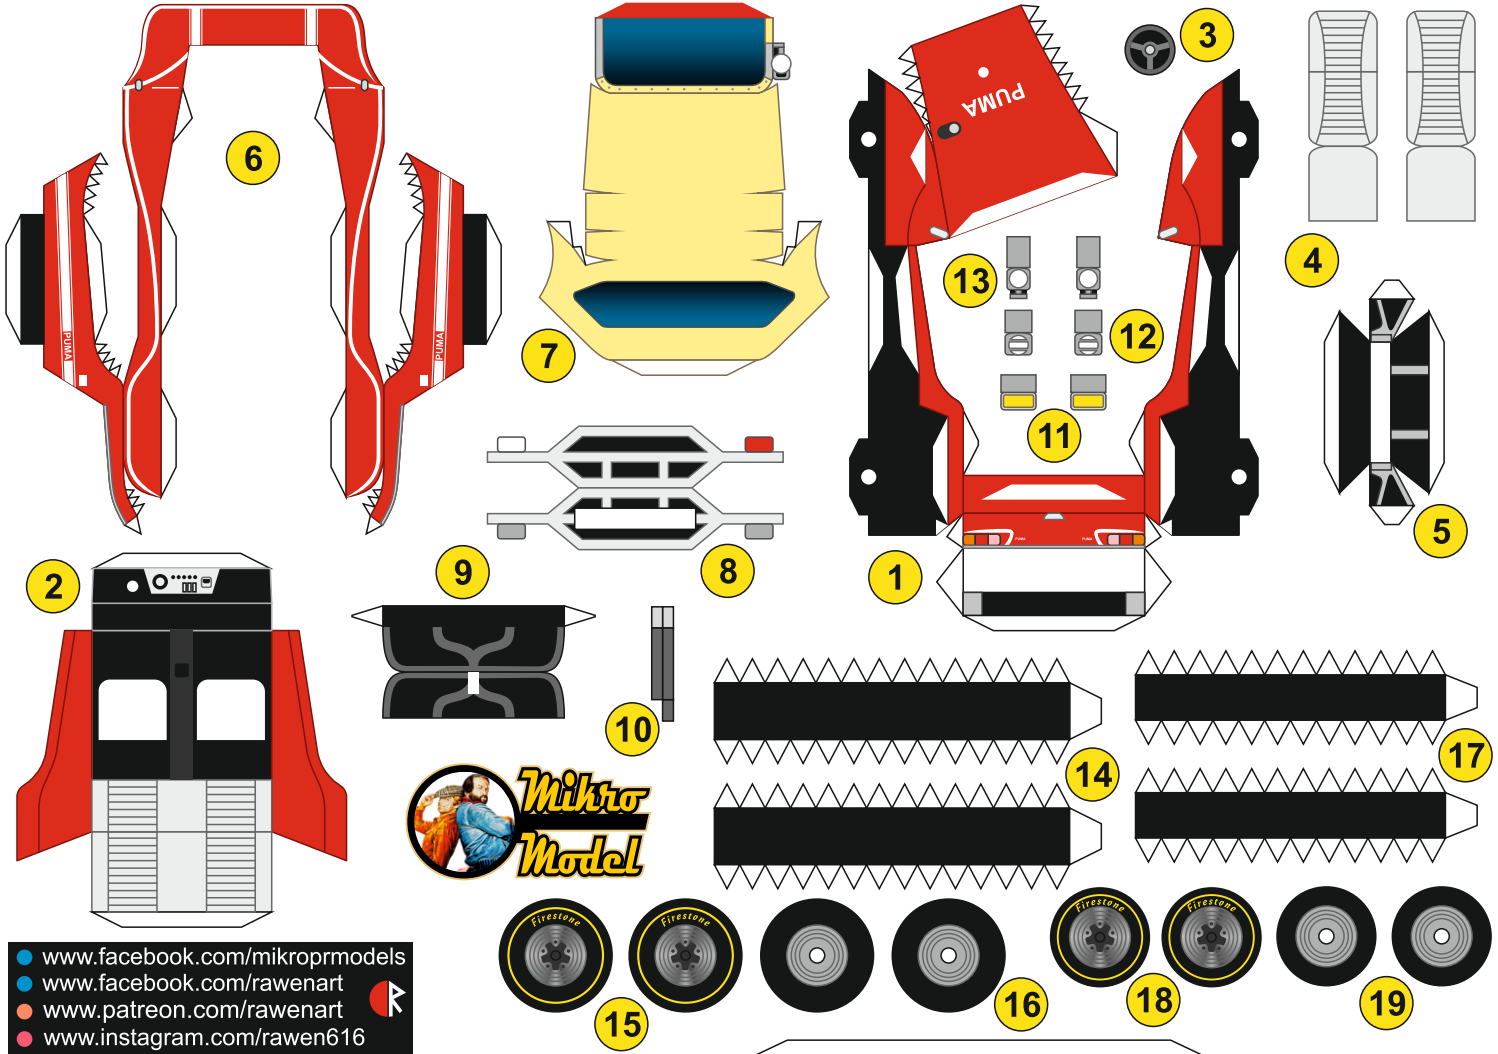 3
6
PUMA
4
13
12
7
PUMA
PUMA
11
5
9
8
1
2
PUMA
PUMA
10
14
17
Mikro
Model
Firestone
Firestone
Firestone
Firestone
15
16
18
19
www.facebook.com/mikroprmodels
www.facebook.com/rawenart
www.patreon.com/rawenart
www.instagram.com/rawen616